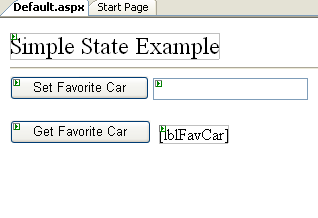 Default.aspx Start Page
Simple State Example
Set Favorite Car
Get Favorite Car [lblFavCar]